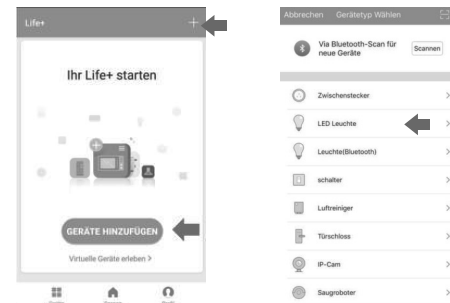 Life+
Ihr Life+ starten
GERÄTE HINZUFÜGEN
Virtuelle Geräte erleben >
Abbrechen Gerätetyp Wählen
Via Bluetooth-Scan für
neue Geräte
Scannen
Zwischenstecker
LED Leuchte
Leuchte(Bluetooth)
schalter
Luftreiniger
Türschloss
IP-Cam
Saugroboter